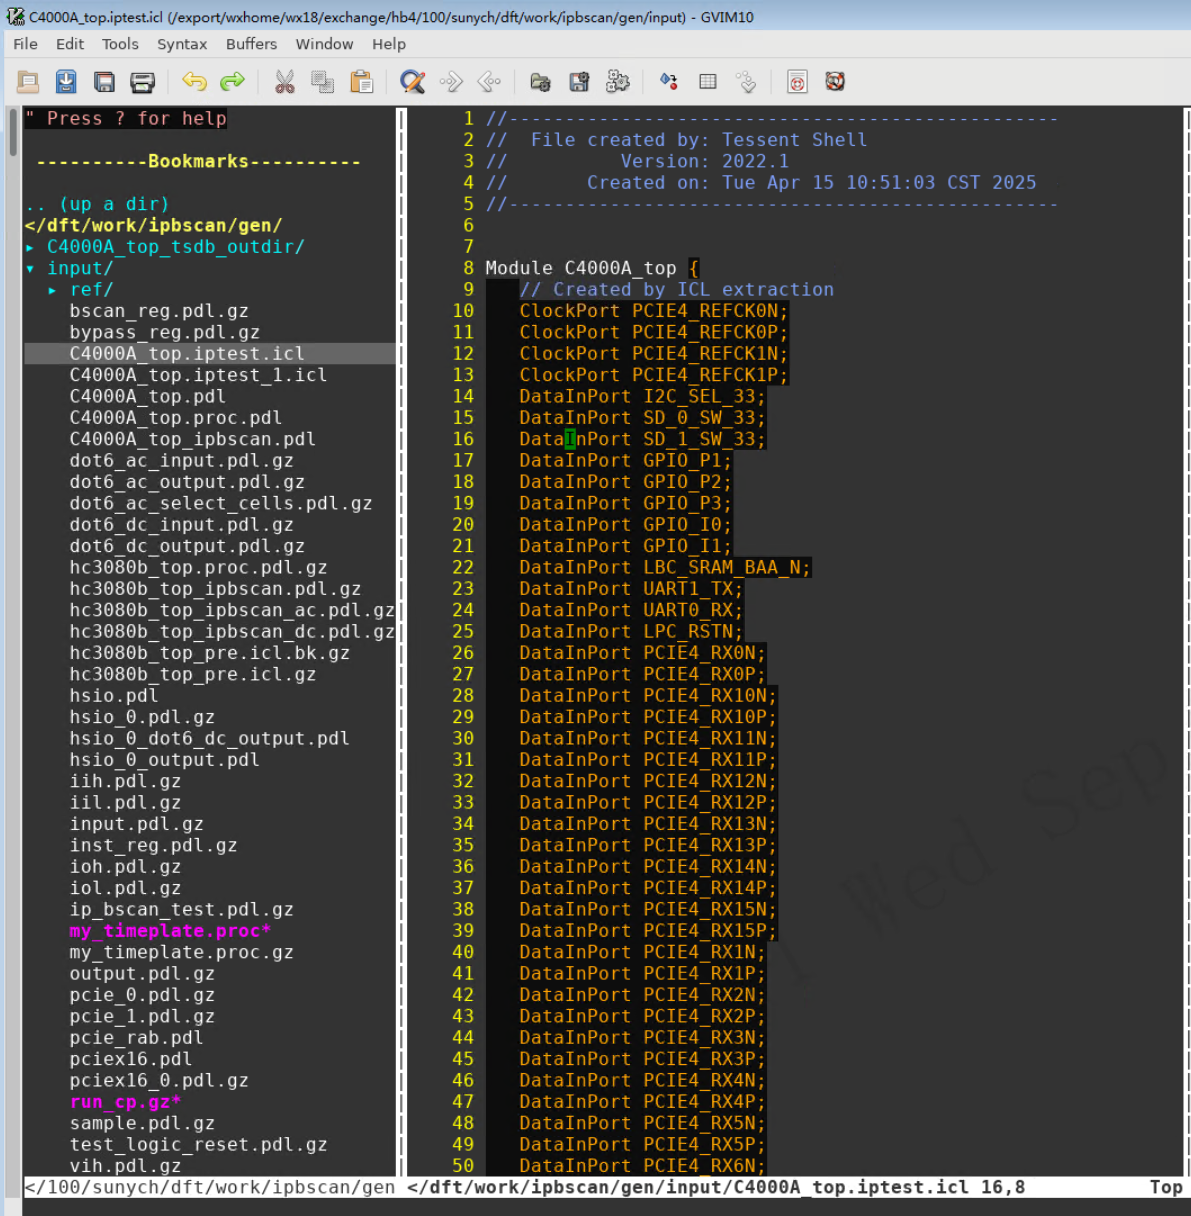 C4000A_top.iptest.icl (/export/wxhome/wx18/exchange/hb4/100/sunych/dft/work/ipbscan/gen/input) - GVIM10
File Edit Tools Syntax Buffers Window Help
" Press ? for help
----------Bookmarks----------
.. (up a dir)
</dft/work/ipbscan/gen/
▸ C4000A_top_tsdb_outdir/
▾ input/
▸ ref/
bscan_reg.pdl.gz
bypass_reg.pdl.gz
C4000A_top.iptest.icl
C4000A_top.iptest_1.icl
C4000A_top.pdl
C4000A_top.proc.pdl
C4000A_top_ipbscan.pdl
dot6_ac_input.pdl.gz
dot6_ac_output.pdl.gz
dot6_ac_select_cells.pdl.gz
dot6_dc_input.pdl.gz
dot6_dc_output.pdl.gz
hc3080b_top.proc.pdl.gz
hc3080b_top_ipbscan.pdl.gz
hc3080b_top_ipbscan_ac.pdl.gz
hc3080b_top_ipbscan_dc.pdl.gz
hc3080b_top_pre.icl.bk.gz
hc3080b_top_pre.icl.gz
hsio.pdl
hsio_0.pdl.gz
hsio_0_dot6_dc_output.pdl
hsio_0_output.pdl
iih.pdl.gz
iil.pdl.gz
input.pdl.gz
inst_reg.pdl.gz
ioh.pdl.gz
iol.pdl.gz
ip_bscan_test.pdl.gz
my_timeplate.proc*
my_timeplate.proc.gz
output.pdl.gz
pcie_0.pdl.gz
pcie_1.pdl.gz
pcie_rab.pdl
pciex16.pdl
pciex16_0.pdl.gz
run_cp.gz*
sample.pdl.gz
test_logic_reset.pdl.gz
vih.pdl.gz
</100/sunych/dft/work/ipbscan/gen
1 //-------------------------------------------------
2 //  File created by: Tessent Shell
3 //          Version: 2022.1
4 //       Created on: Tue Apr 15 10:51:03 CST 2025
5 //-------------------------------------------------
6
7
8 Module C4000A_top {
9    // Created by ICL extraction
10    ClockPort PCIE4_REFCK0N;
11    ClockPort PCIE4_REFCK0P;
12    ClockPort PCIE4_REFCK1N;
13    ClockPort PCIE4_REFCK1P;
14    DataInPort I2C_SEL_33;
15    DataInPort SD_0_SW_33;
16    DataInPort SD_1_SW_33;
17    DataInPort GPIO_P1;
18    DataInPort GPIO_P2;
19    DataInPort GPIO_P3;
20    DataInPort GPIO_I0;
21    DataInPort GPIO_I1;
22    DataInPort LBC_SRAM_BAA_N;
23    DataInPort UART1_TX;
24    DataInPort UART0_RX;
25    DataInPort LPC_RSTN;
26    DataInPort PCIE4_RX0N;
27    DataInPort PCIE4_RX0P;
28    DataInPort PCIE4_RX10N;
29    DataInPort PCIE4_RX10P;
30    DataInPort PCIE4_RX11N;
31    DataInPort PCIE4_RX11P;
32    DataInPort PCIE4_RX12N;
33    DataInPort PCIE4_RX12P;
34    DataInPort PCIE4_RX13N;
35    DataInPort PCIE4_RX13P;
36    DataInPort PCIE4_RX14N;
37    DataInPort PCIE4_RX14P;
38    DataInPort PCIE4_RX15N;
39    DataInPort PCIE4_RX15P;
40    DataInPort PCIE4_RX1N;
41    DataInPort PCIE4_RX1P;
42    DataInPort PCIE4_RX2N;
43    DataInPort PCIE4_RX2P;
44    DataInPort PCIE4_RX3N;
45    DataInPort PCIE4_RX3P;
46    DataInPort PCIE4_RX4N;
47    DataInPort PCIE4_RX4P;
48    DataInPort PCIE4_RX5N;
49    DataInPort PCIE4_RX5P;
50    DataInPort PCIE4_RX6N;
</dft/work/ipbscan/gen/input/C4000A_top.iptest.icl 16,8 Top
Wed Sep